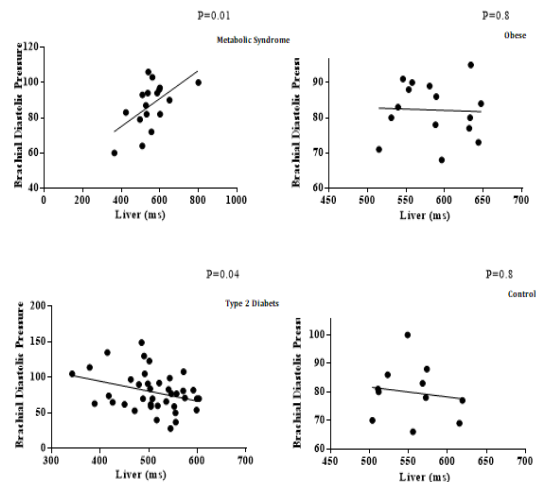 P=0.01
Metabolic Syndrome
Brachial Diastolic Pressure
120
100
80
60
40
0 200 400 600 800 1000
Liver (ms)
P=0.8
Obese
Brachial Diastolic Pressure
90
80
70
60
450 500 550 600 650 700
Liver (ms)
P=0.04
Type 2 Diabets
Brachial Diastolic Pressure
200
150
100
50
0
300 400 500 600 700
Liver (ms)
P=0.8
Control
Brachial Diastolic Pressure
100
90
80
70
60
450 500 550 600 650 700
Liver (ms)